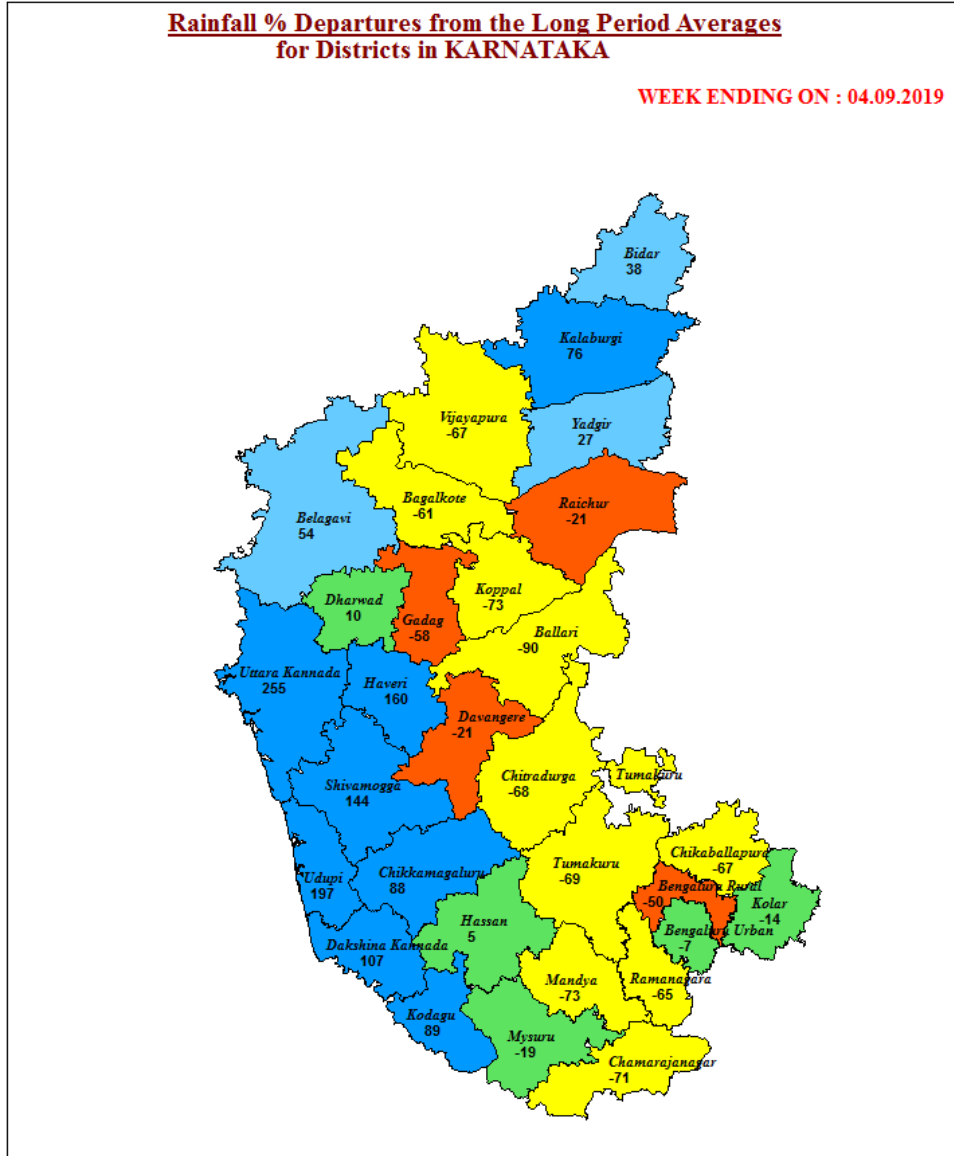 Rainfall % Departures from the Long Period Averages
for Districts in KARNATAKA
WEEK ENDING ON : 04.09.2019
Bidar
38
Kalaburgi
76
Vijayapura
-67
Yadgir
27
Bagalkote
-61
Raichur
-21
Belagavi
54
Koppal
-73
Dharwad
10
Gadag
-58
Ballari
-90
Uttara Kannada
255
Haveri
160
Davangere
-21
Chitradurga
-68
Tumakuru
Shivamogga
144
Chikaballapura
-67
Tumakuru
-69
Chikkamagaluru
88
Udupi
197
Bengaluru Rural
-50
Kolar
-14
Hassan
5
Bengaluru Urban
-7
Dakshina Kannada
107
Mandya
-73
Ramanagara
-65
Kodagu
89
Mysuru
-19
Chamarajanagar
-71